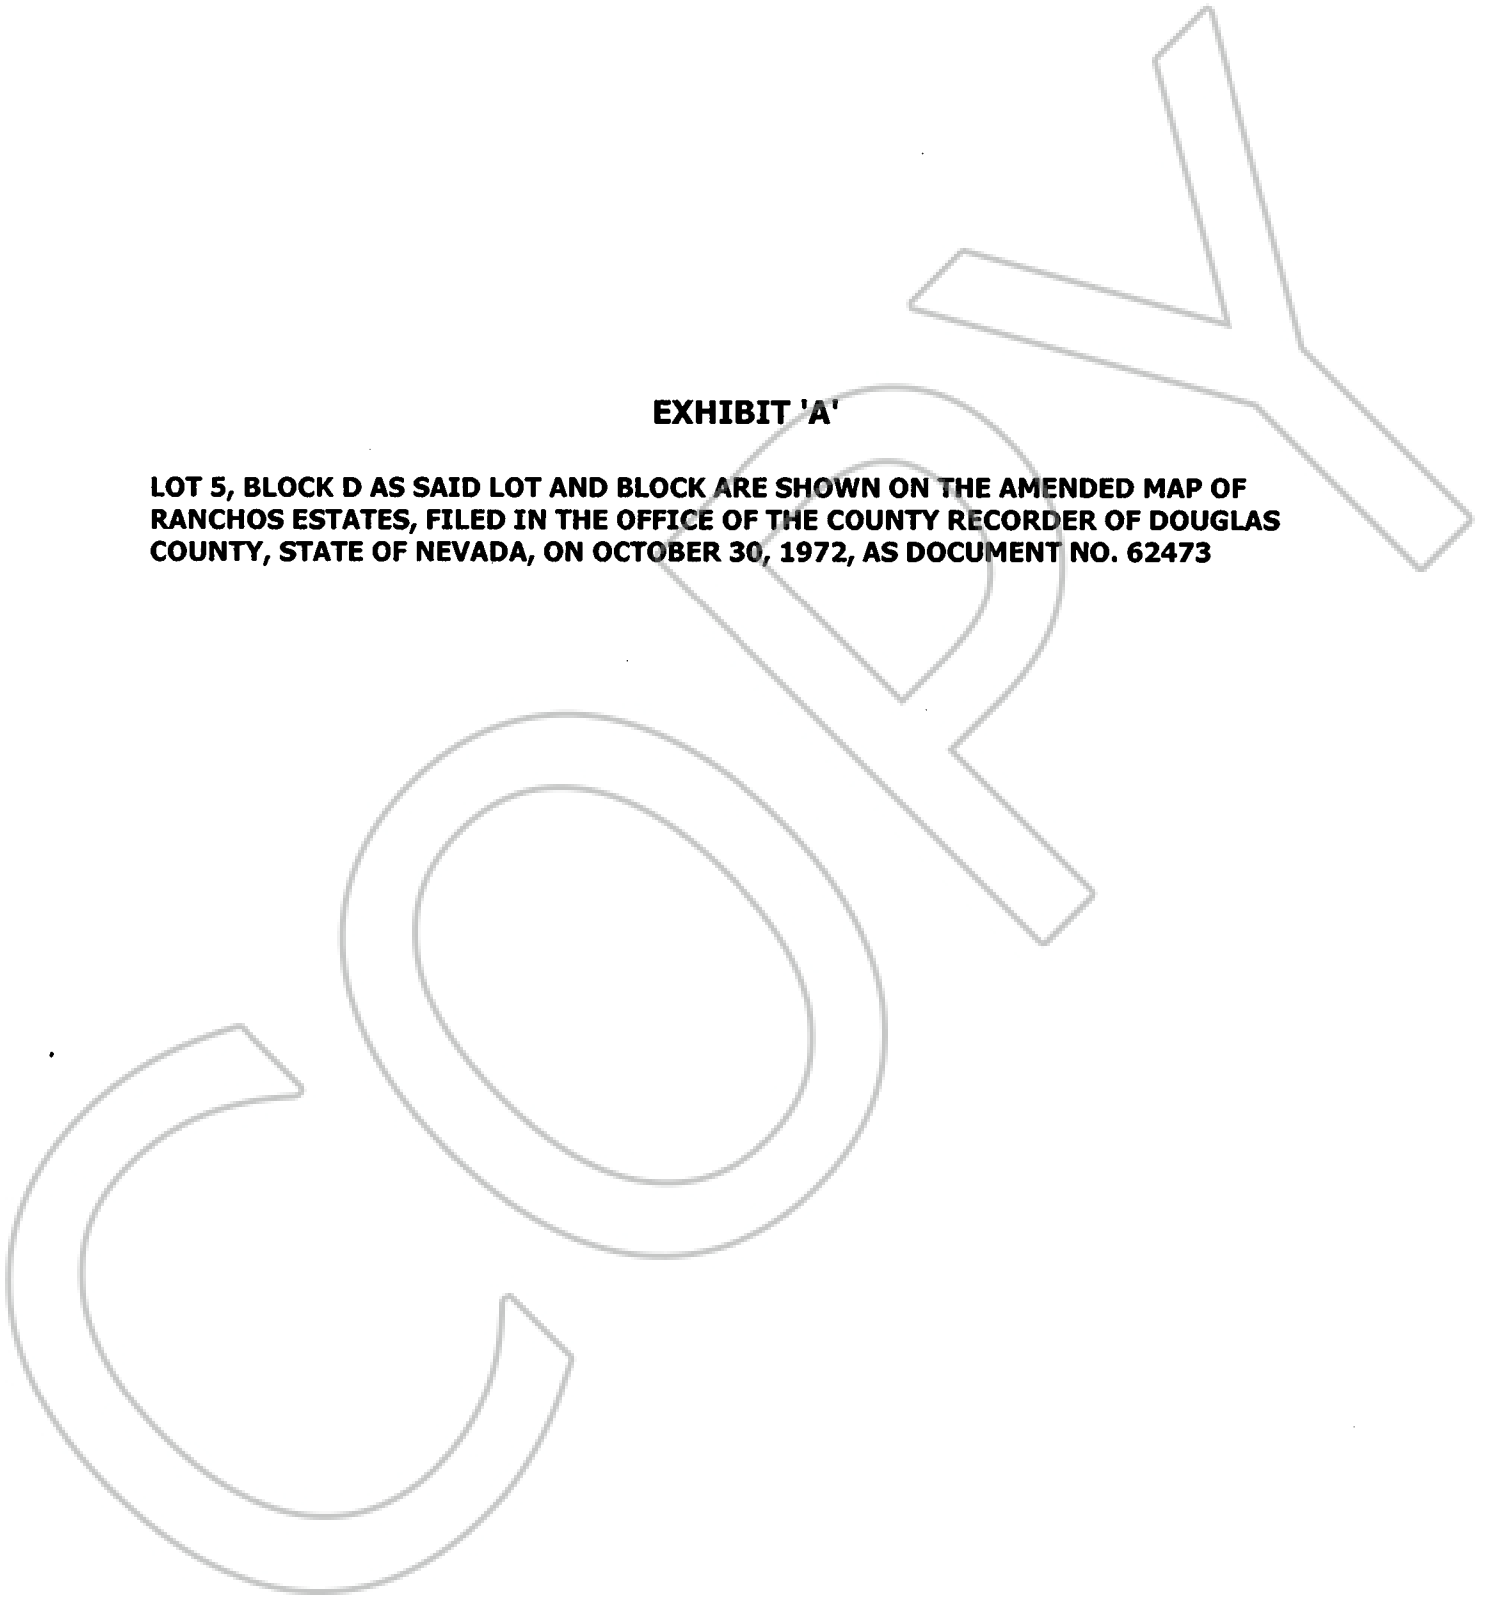 EXHIBIT 'A'
LOT 5, BLOCK D AS SAID LOT AND BLOCK ARE SHOWN ON THE AMENDED MAP OF
RANCHOS ESTATES, FILED IN THE OFFICE OF THE COUNTY RECORDER OF DOUGLAS
COUNTY, STATE OF NEVADA, ON OCTOBER 30, 1972, AS DOCUMENT NO. 62473
COPY